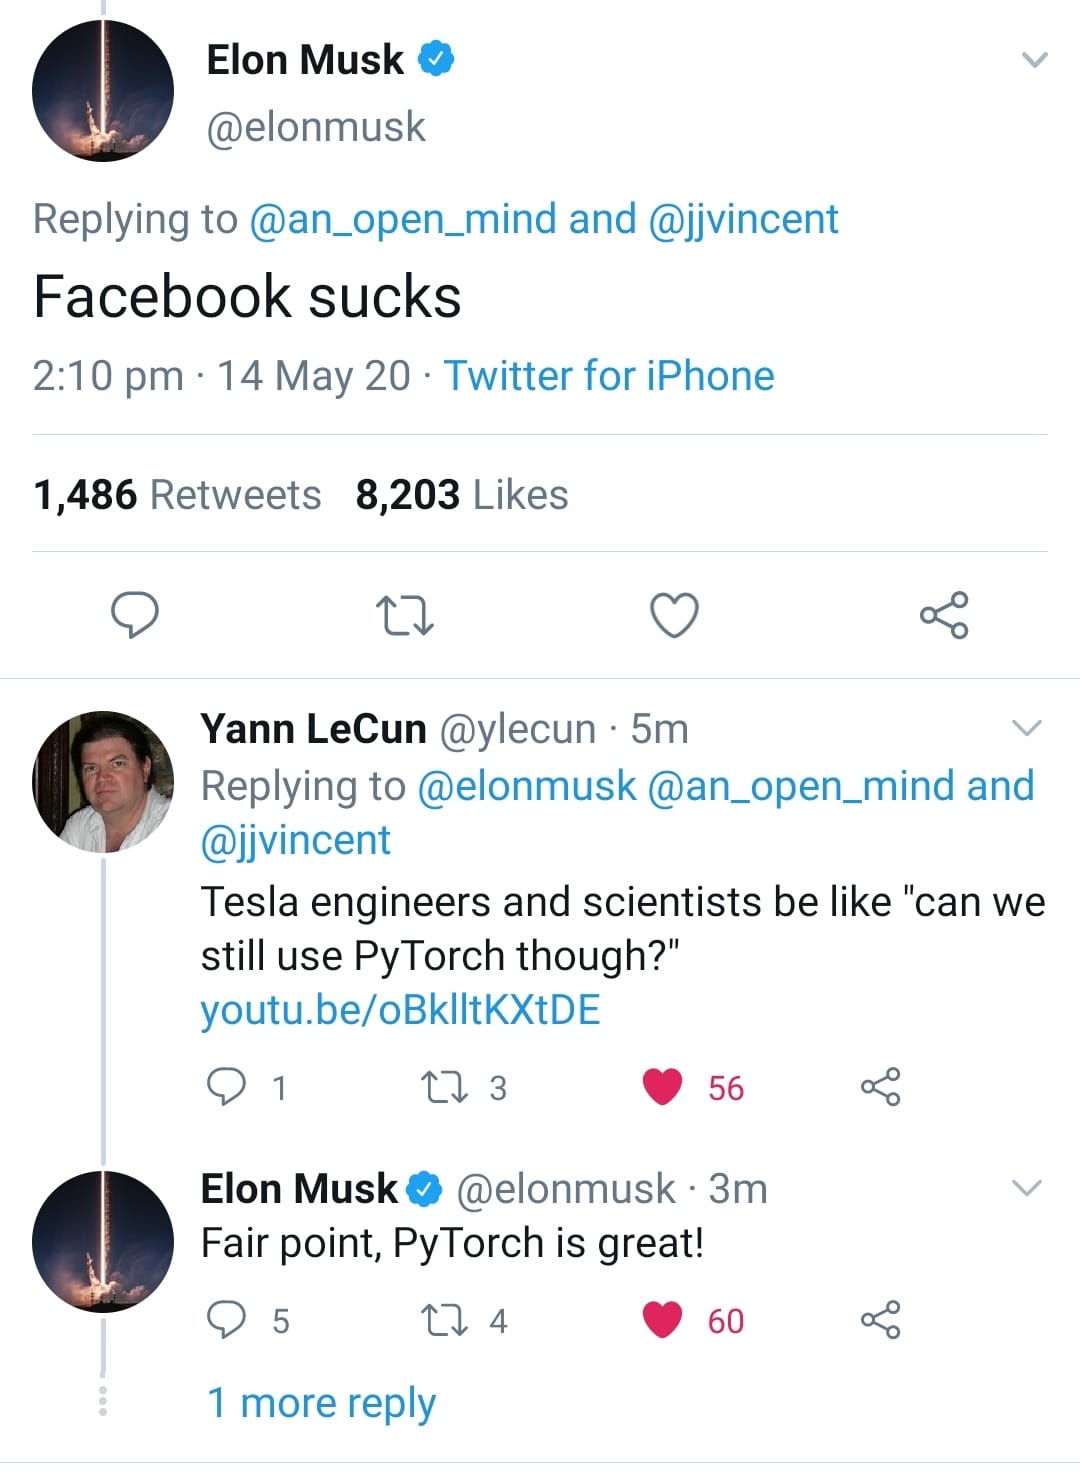 Elon Musk
@elonmusk
Replying to @an_open_mind and @jjvincent
Facebook sucks
2:10 pm · 14 May 20 · Twitter for iPhone
1,486 Retweets 8,203 Likes
Yann LeCun @ylecun · 5m
Replying to @elonmusk @an_open_mind and
@jjvincent
Tesla engineers and scientists be like "can we
still use PyTorch though?"
youtu.be/oBklltKXtDE
1 3 56
Elon Musk @elonmusk · 3m
Fair point, PyTorch is great!
5 4 60
1 more reply